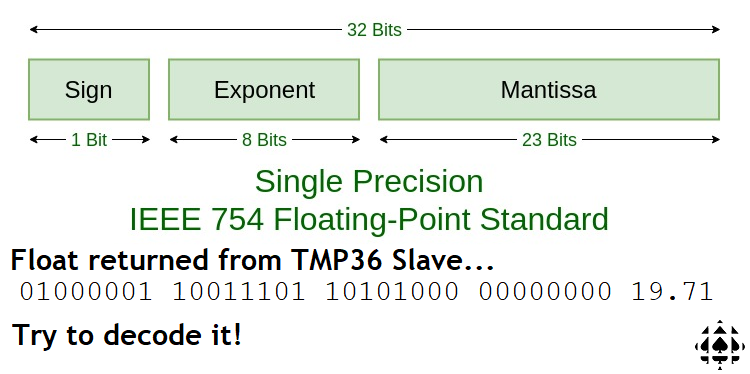 32 Bits
Sign Exponent Mantissa
1 Bit 8 Bits 23 Bits
Single Precision
IEEE 754 Floating-Point Standard
Float returned from TMP36 Slave...
01000001 10011101 10101000 00000000 19.71
Try to decode it!